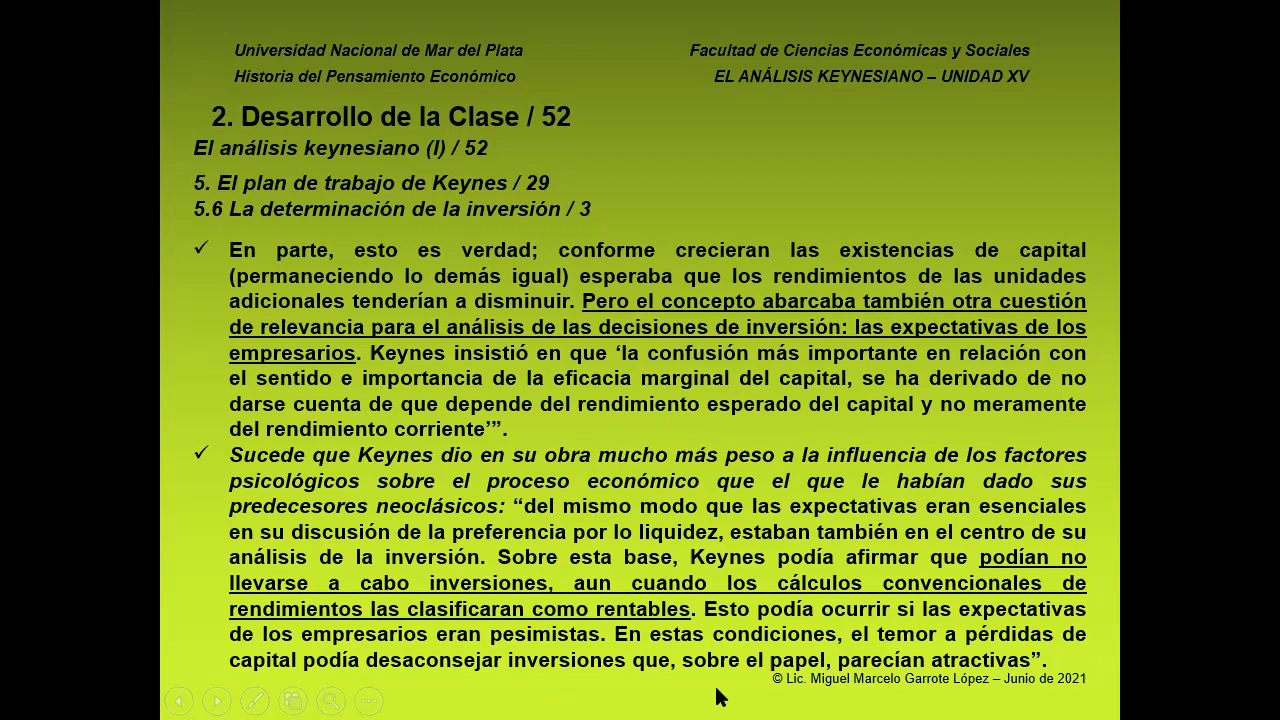 Universidad Nacional de Mar del Plata
Facultad de Ciencias Económicas y Sociales
Historia del Pensamiento Económico
EL ANÁLISIS KEYNESIANO – UNIDAD XV
2. Desarrollo de la Clase / 52
El análisis keynesiano (I) / 52
5. El plan de trabajo de Keynes / 29
5.6 La determinación de la inversión / 3
✓ En parte, esto es verdad; conforme crecieran las existencias de capital
(permaneciendo lo demás igual) esperaba que los rendimientos de las unidades
adicionales tenderían a disminuir. Pero el concepto abarcaba también otra cuestión
de relevancia para el análisis de las decisiones de inversión: las expectativas de los
empresarios. Keynes insistió en que ‘la confusión más importante en relación con
el sentido e importancia de la eficacia marginal del capital, se ha derivado de no
darse cuenta de que depende del rendimiento esperado del capital y no meramente
del rendimiento corriente’”.
✓ Sucede que Keynes dio en su obra mucho más peso a la influencia de los factores
psicológicos sobre el proceso económico que el que le habían dado sus
predecesores neoclásicos: “del mismo modo que las expectativas eran esenciales
en su discusión de la preferencia por lo liquidez, estaban también en el centro de su
análisis de la inversión. Sobre esta base, Keynes podía afirmar que podían no
llevarse a cabo inversiones, aun cuando los cálculos convencionales de
rendimientos las clasificaran como rentables. Esto podía ocurrir si las expectativas
de los empresarios eran pesimistas. En estas condiciones, el temor a pérdidas de
capital podía desaconsejar inversiones que, sobre el papel, parecían atractivas”.
© Lic. Miguel Marcelo Garrote López – Junio de 2021